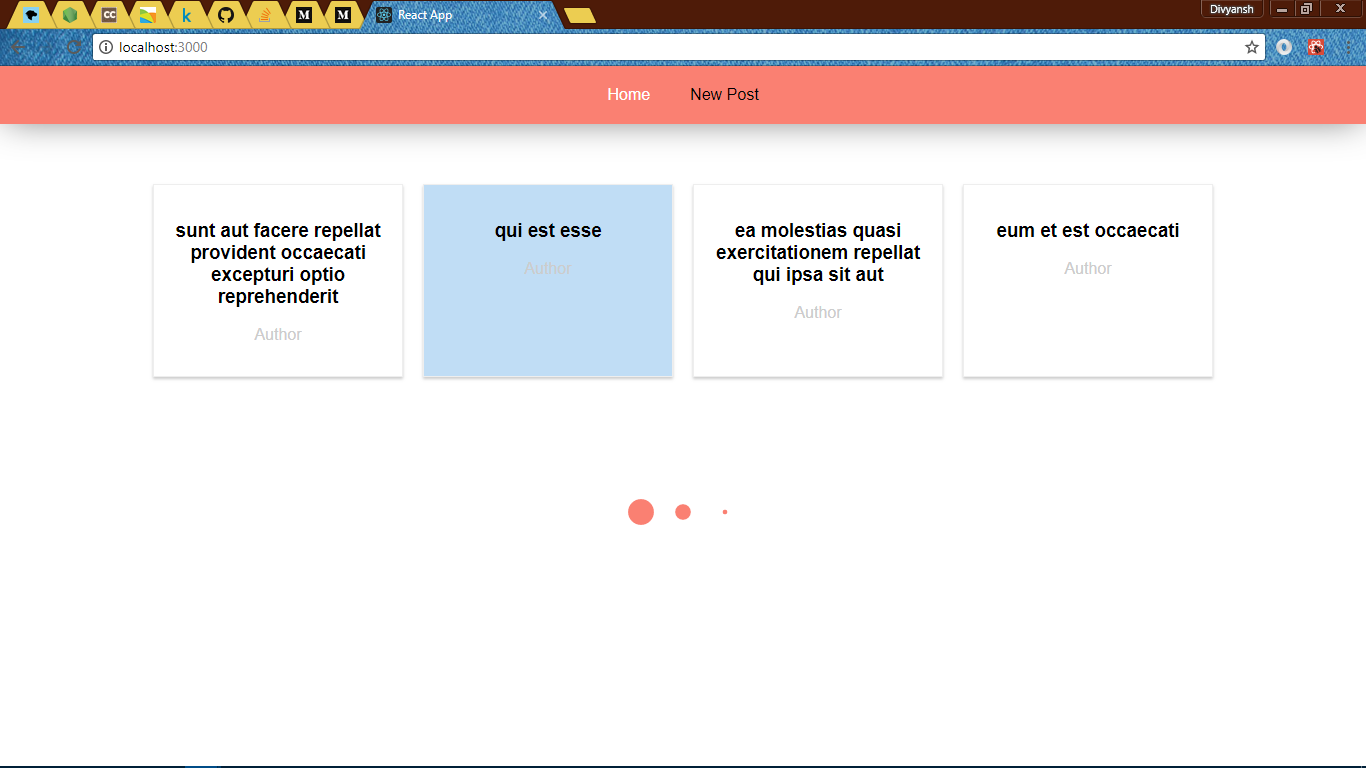 CC
k
M
M
React App
Divyansh
localhost:3000
Home
New Post
sunt aut facere repellat
provident occaecati
excepturi optio
reprehenderit
Author
qui est esse
Author
ea molestias quasi
exercitationem repellat
qui ipsa sit aut
Author
eum et est occaecati
Author